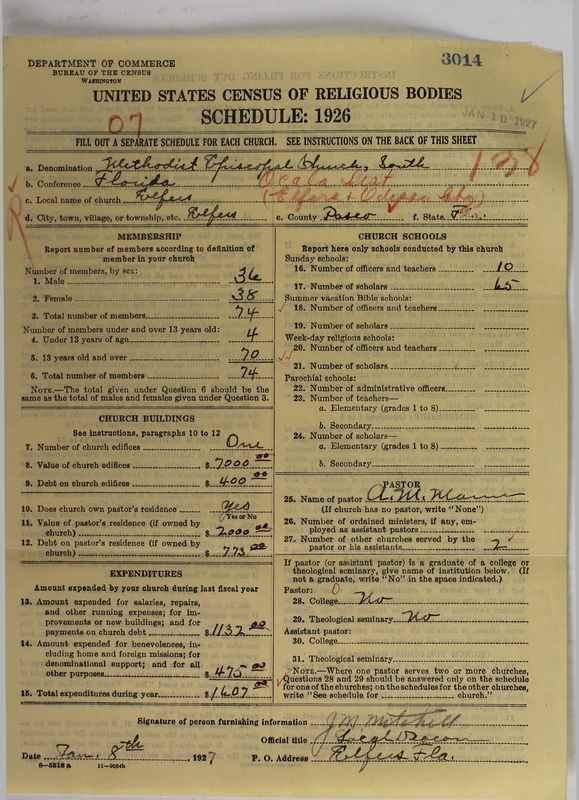 DEPARTMENT OF COMMERCE
BUREAU OF THE CENSUS
WASHINGTON
3014
UNITED STATES CENSUS OF RELIGIOUS BODIES
SCHEDULE: 1926
JAN 10 1927
07
FILL OUT A SEPARATE SCHEDULE FOR EACH CHURCH. SEE INSTRUCTIONS ON THE BACK OF THIS SHEET
138
a. Denomination Methodist Episcopal Church, South
b. Conference Florida Ocala Dist
c. Local name of church Elfers (Elfers &
d. City, town, village, or township, etc. Elfers e. County Pasco f. State Fla.
MEMBERSHIP
Report number of members according to definition of member in your church
Number of members, by sex:
1. Male 36
2. Female 38
3. Total number of members 74
Number of members under and over 13 years old:
4. Under 13 years of age 4
5. 13 years old and over 70
6. Total number of members 74
NOTE.—The total given under Question 6 should be the
same as the total of males and females given under Question 3.
CHURCH BUILDINGS
See instructions, paragraphs 10 to 12
7. Number of church edifices One
8. Value of church edifices $ 7000 00
9. Debt on church edifices $ 400 00
10. Does church own pastor's residence Yes
Yes or No
11. Value of pastor's residence (if owned by
church) $ 2000 00
12. Debt on pastor's residence (if owned by
church) $ 773 00
EXPENDITURES
Amount expended by your church during last fiscal year
13. Amount expended for salaries, repairs,
and other running expenses; for im-
provements or new buildings; and for
payments on church debt $ 1132 00
14. Amount expended for benevolences, in-
cluding home and foreign missions; for
denominational support; and for all
other purposes $ 475 00
15. Total expenditures during year $ 1607 00
CHURCH SCHOOLS
Report here only schools conducted by this church
Sunday schools:
16. Number of officers and teachers 10
17. Number of scholars 65
Summer vacation Bible schools:
18. Number of officers and teachers
19. Number of scholars
Week-day religious schools:
20. Number of officers and teachers
21. Number of scholars
Parochial schools:
22. Number of administrative officers
23. Number of teachers—
a. Elementary (grades 1 to 8)
b. Secondary
24. Number of scholars—
a. Elementary (grades 1 to 8)
b. Secondary
PASTOR
25. Name of pastor A. M. Mann
(If church has no pastor, write "None")
26. Number of ordained ministers, if any, em-
ployed as assistant pastors
27. Number of other churches served by the
pastor or his assistants 2
If pastor (or assistant pastor) is a graduate of a college or
theological seminary, give name of institution below. (If
not a graduate, write "No" in the space indicated.)
Pastor: 0
28. College No
29. Theological seminary No
Assistant pastor:
30. College
31. Theological seminary
NOTE.—Where one pastor serves two or more churches,
Questions 28 and 29 should be answered only on the schedule
for one of the churches; on the schedules for the other churches,
write "See schedule for church."
Signature of person furnishing information J M Mitchell
Official title Local Deacon
Date Jan. 8th 1927 P. O. Address Elfers Fla.
8—5518 a 11—9054b